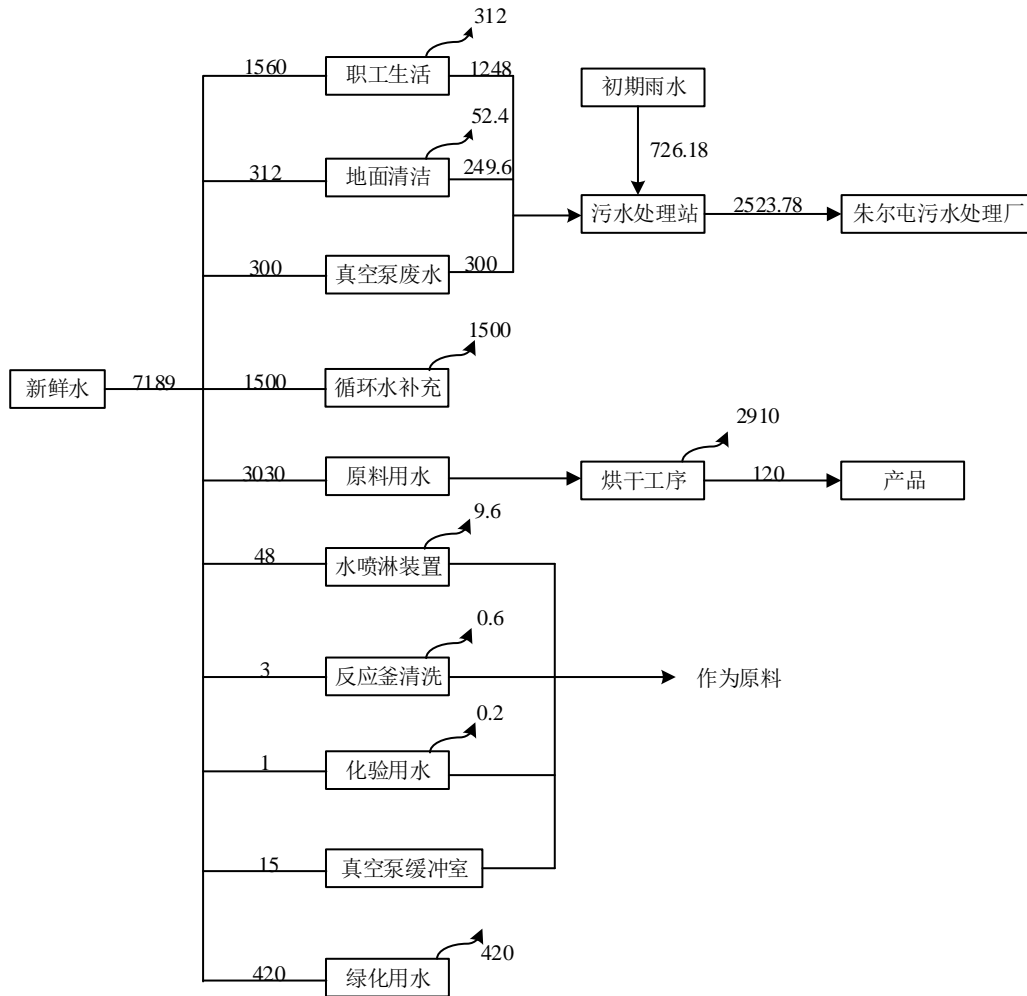 312
1560
职工生活
1248
初期雨水
52.4
726.18
312
地面清洁
249.6
污水处理站
2523.78
朱尔屯污水处理厂
300
真空泵废水
300
1500
新鲜水
7189
1500
循环水补充
2910
3030
原料用水
烘干工序
120
产品
9.6
48
水喷淋装置
0.6
3
反应釜清洗
作为原料
0.2
1
化验用水
15
真空泵缓冲室
420
420
绿化用水